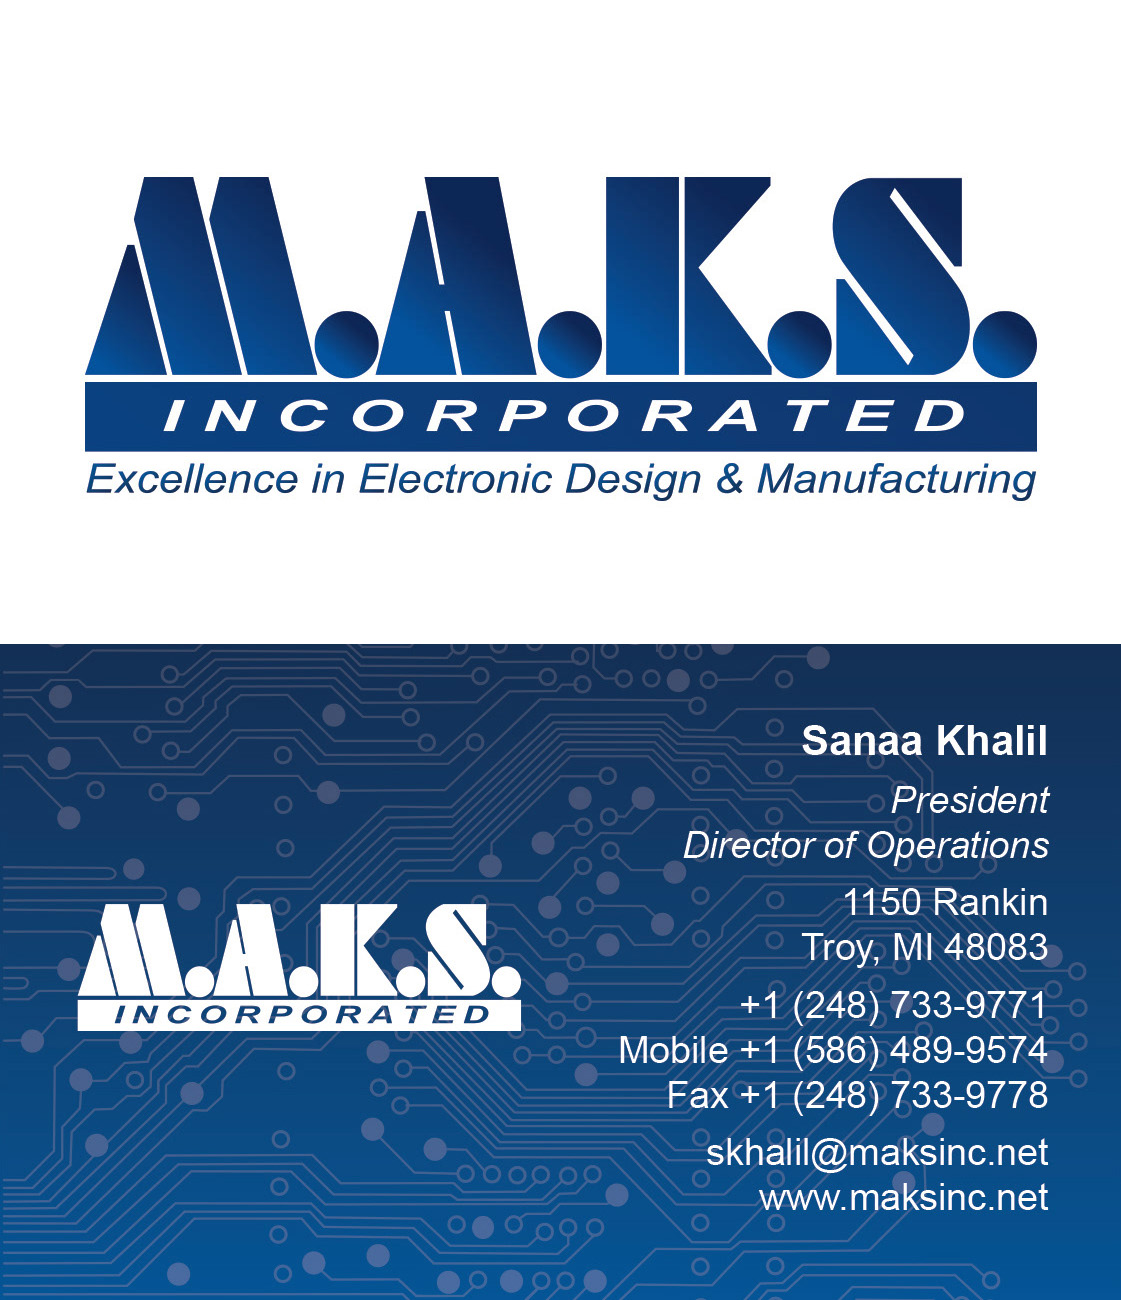 M.A.K.S.
INCORPORATED
Excellence in Electronic Design & Manufacturing
Sanaa Khalil
President
Director of Operations
1150 Rankin
Troy, MI 48083
M.A.K.S.
INCORPORATED
+1 (248) 733-9771
Mobile +1 (586) 489-9574
Fax +1 (248) 733-9778
skhalil@maksinc.net
www.maksinc.net